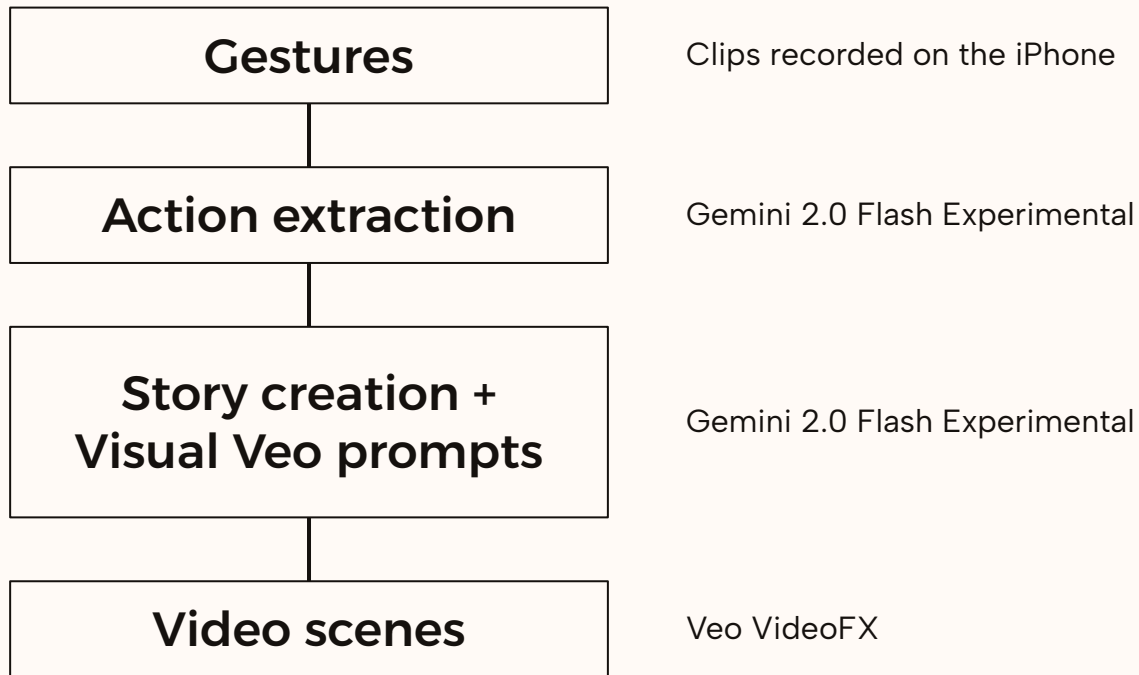 Gestures
Clips recorded on the iPhone
Action extraction
Gemini 2.0 Flash Experimental
Story creation +
Visual Veo prompts
Gemini 2.0 Flash Experimental
Video scenes
Veo VideoFX